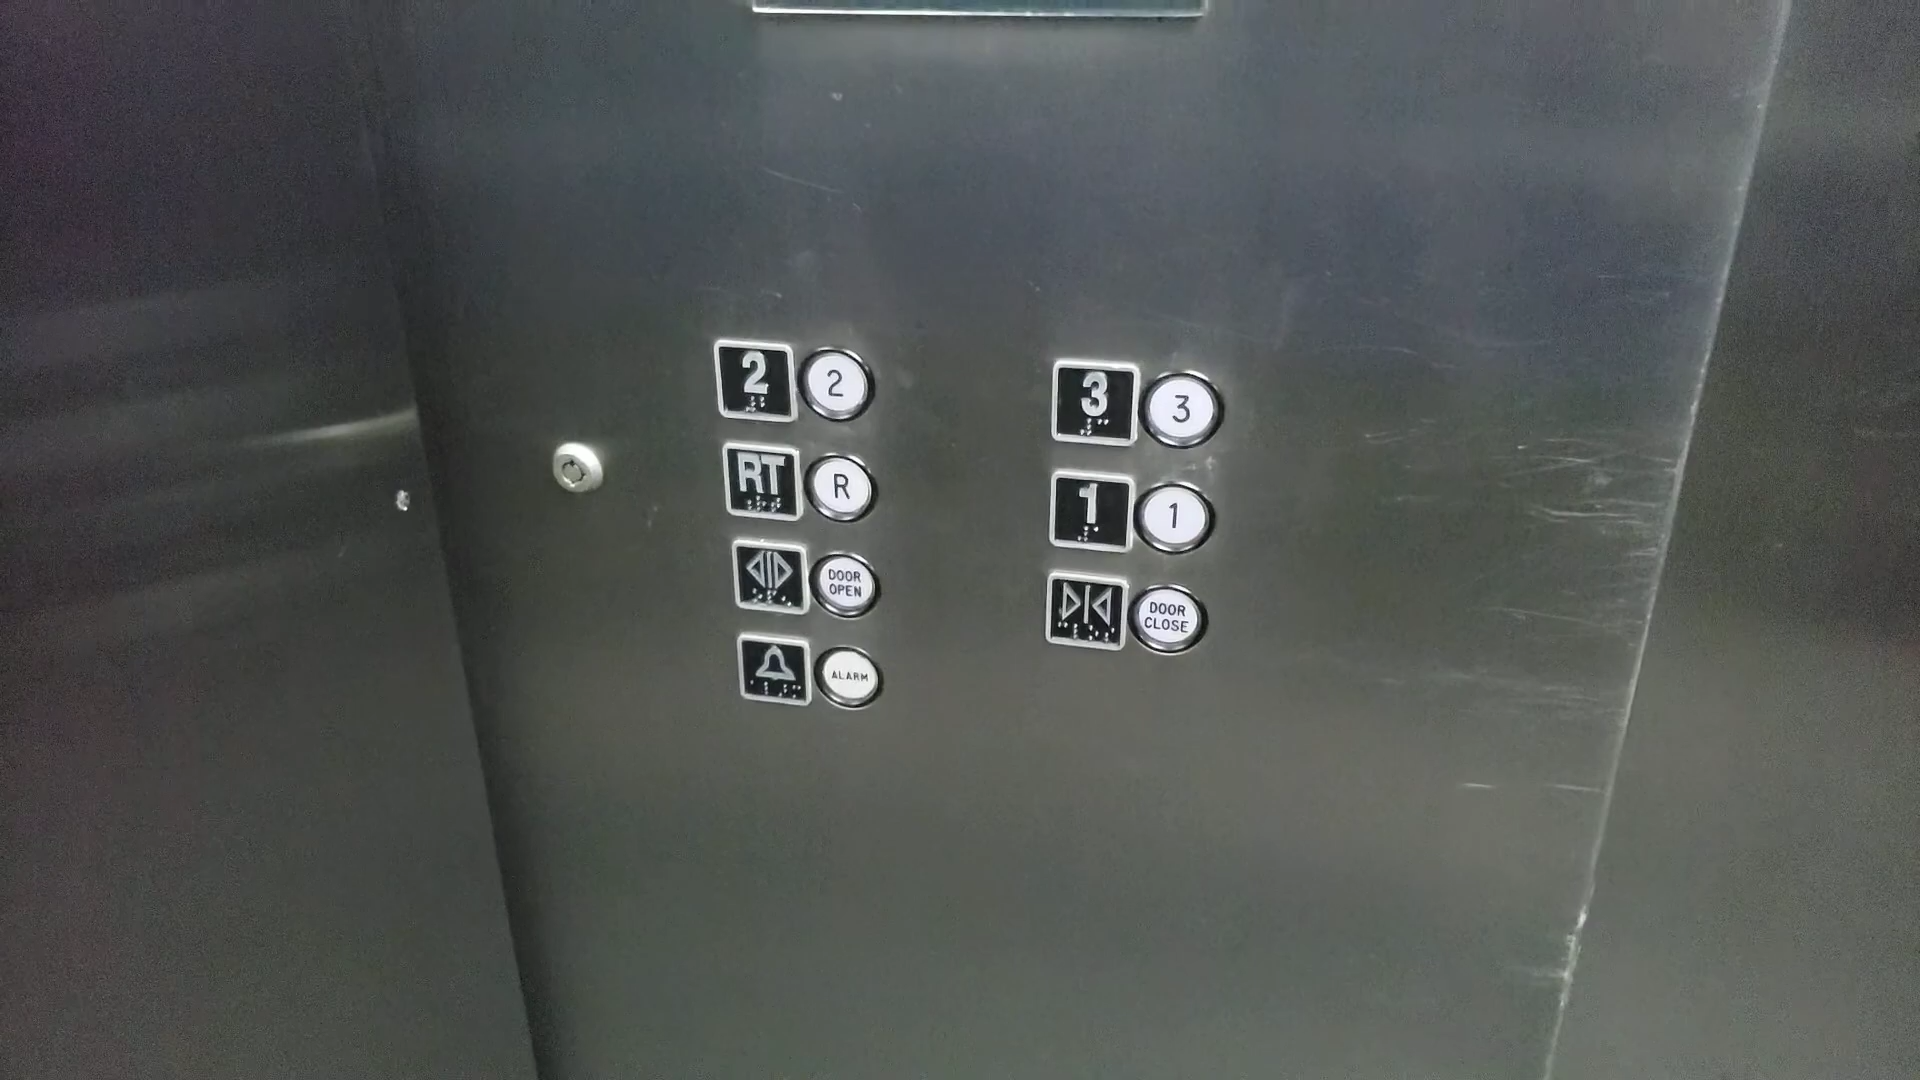 2 2
3 3
RT R
1 1
DOOR
OPEN
DOOR
CLOSE
ALARM